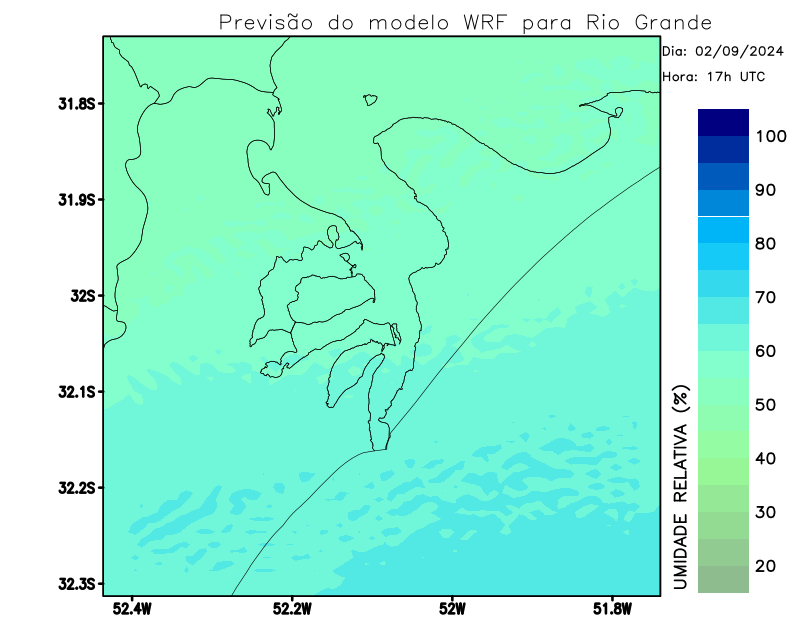 Previsão do modelo WRF para Rio Grande
Dia: 02/09/2024
Hora: 17h UTC
31.8S
31.9S
32S
32.1S
32.2S
32.3S
52.4W
52.2W
52W
51.8W
100
90
80
70
60
50
40
30
20
UMIDADE RELATIVA (%)